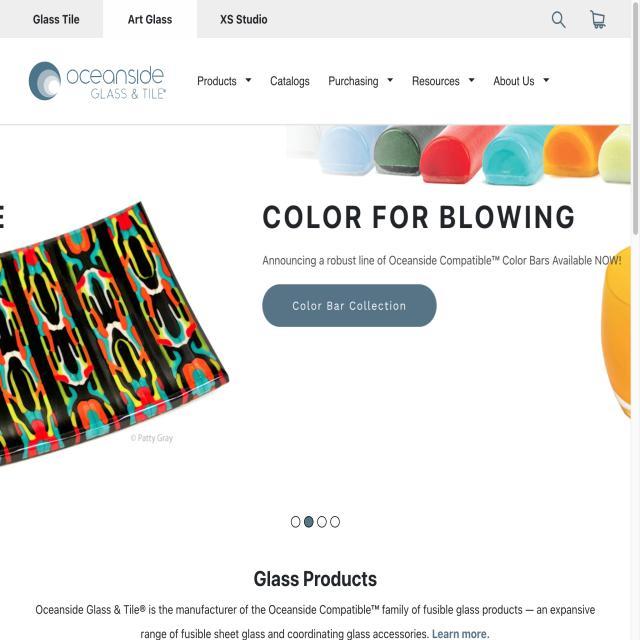 Glass Tile
Art Glass
XS Studio
oceanside
GLASS & TILE®
Products
Catalogs
Purchasing
Resources
About Us
COLOR FOR BLOWING
Announcing a robust line of Oceanside Compatible™ Color Bars Available NOW!
Color Bar Collection
© Patty Gray
Glass Products
Oceanside Glass & Tile® is the manufacturer of the Oceanside Compatible™ family of fusible glass products — an expansive
range of fusible sheet glass and coordinating glass accessories. Learn more.